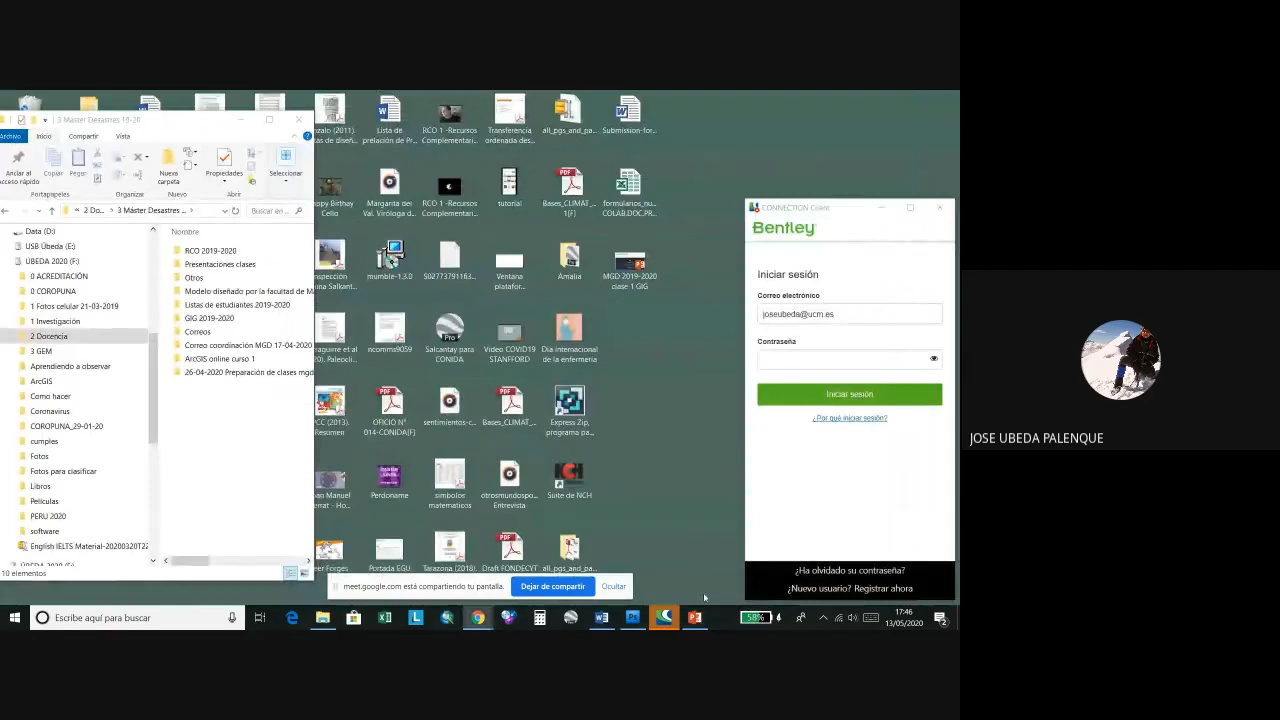 3 Máster Desastres 19-20
Archivo Inicio Compartir Vista
Anclar al
Acceso rápido
Copiar
Pegar
Nueva
carpeta
Propiedades
Seleccionar
Portapapeles
Organizar
Nuevo
Abrir
2 Do...
3 Máster Desastres ...
Buscar en ...
Data (D:)
USB Úbeda (E:)
ÚBEDA 2020 (F:)
0 ACREDITACIÓN
0 COROPUNA
1 Fotos celular 21-03-2019
1 Investigación
2 Docencia
3 GEM
Aprendiendo a observar
ArcGIS
Como hacer
Coronavirus
COROPUNA_29-01-20
cumples
Fotos
Fotos para clasificar
Libros
Películas
PERU 2020
software
English IELTS Material-20200320T22
10 elementos
Nombre
RCO 2019-2020
Presentaciones clases
Otros
Modelo diseñado por la facultad de M
Listas de estudiantes 2019-2020
GIG 2019-2020
Correos
Correo coordinación MGD 17-04-2020
ArcGIS online curso 1
26-04-2020 Preparación de clases mgd
Lista de
prelación de Pr...
RCO 1 -Recursos
Complementari...
Transferencia
ordenada des...
all_pgs_and_pa...
Submission-for...
Margarita del
Val. Viróloga d...
RCO 1 -Recursos
Complementari...
tutorial
Bases_CLIMAT_...
1(F)
formularios_nu...
COLAB.DOC.PR...
mumble-1.3.0
S02773791163...
Ventana
platafor...
Amalia
MGD 2019-2020
clase 1 GIG
ncomms9059
Pro
Salcantay para
CONIDA
Video COVID19
STANFFORD
Dia internacional
de la enfermeria
OFICIO N°
014-CONIDA(F)
sentimientos-c...
Bases_CLIMAT_...
Express Zip,
programa pa...
Perdoname
simbolos
matematicos
otrosmundospo...
Entrevista
Suite de NCH
Portada EGU
Tarazona (2018).
Draft FONDECYT
all_pgs_and_pa...
meet.google.com está compartiendo tu pantalla.
Dejar de compartir
Ocultar
CONNECTION Client
Bentley
Iniciar sesión
Correo electrónico
joseubeda@ucm.es
Contraseña
Iniciar sesión
¿Por qué iniciar sesión?
¿Ha olvidado su contraseña?
¿Nuevo usuario? Registrar ahora
Escribe aquí para buscar
58%
17:46
13/05/2020
JOSE UBEDA PALENQUE